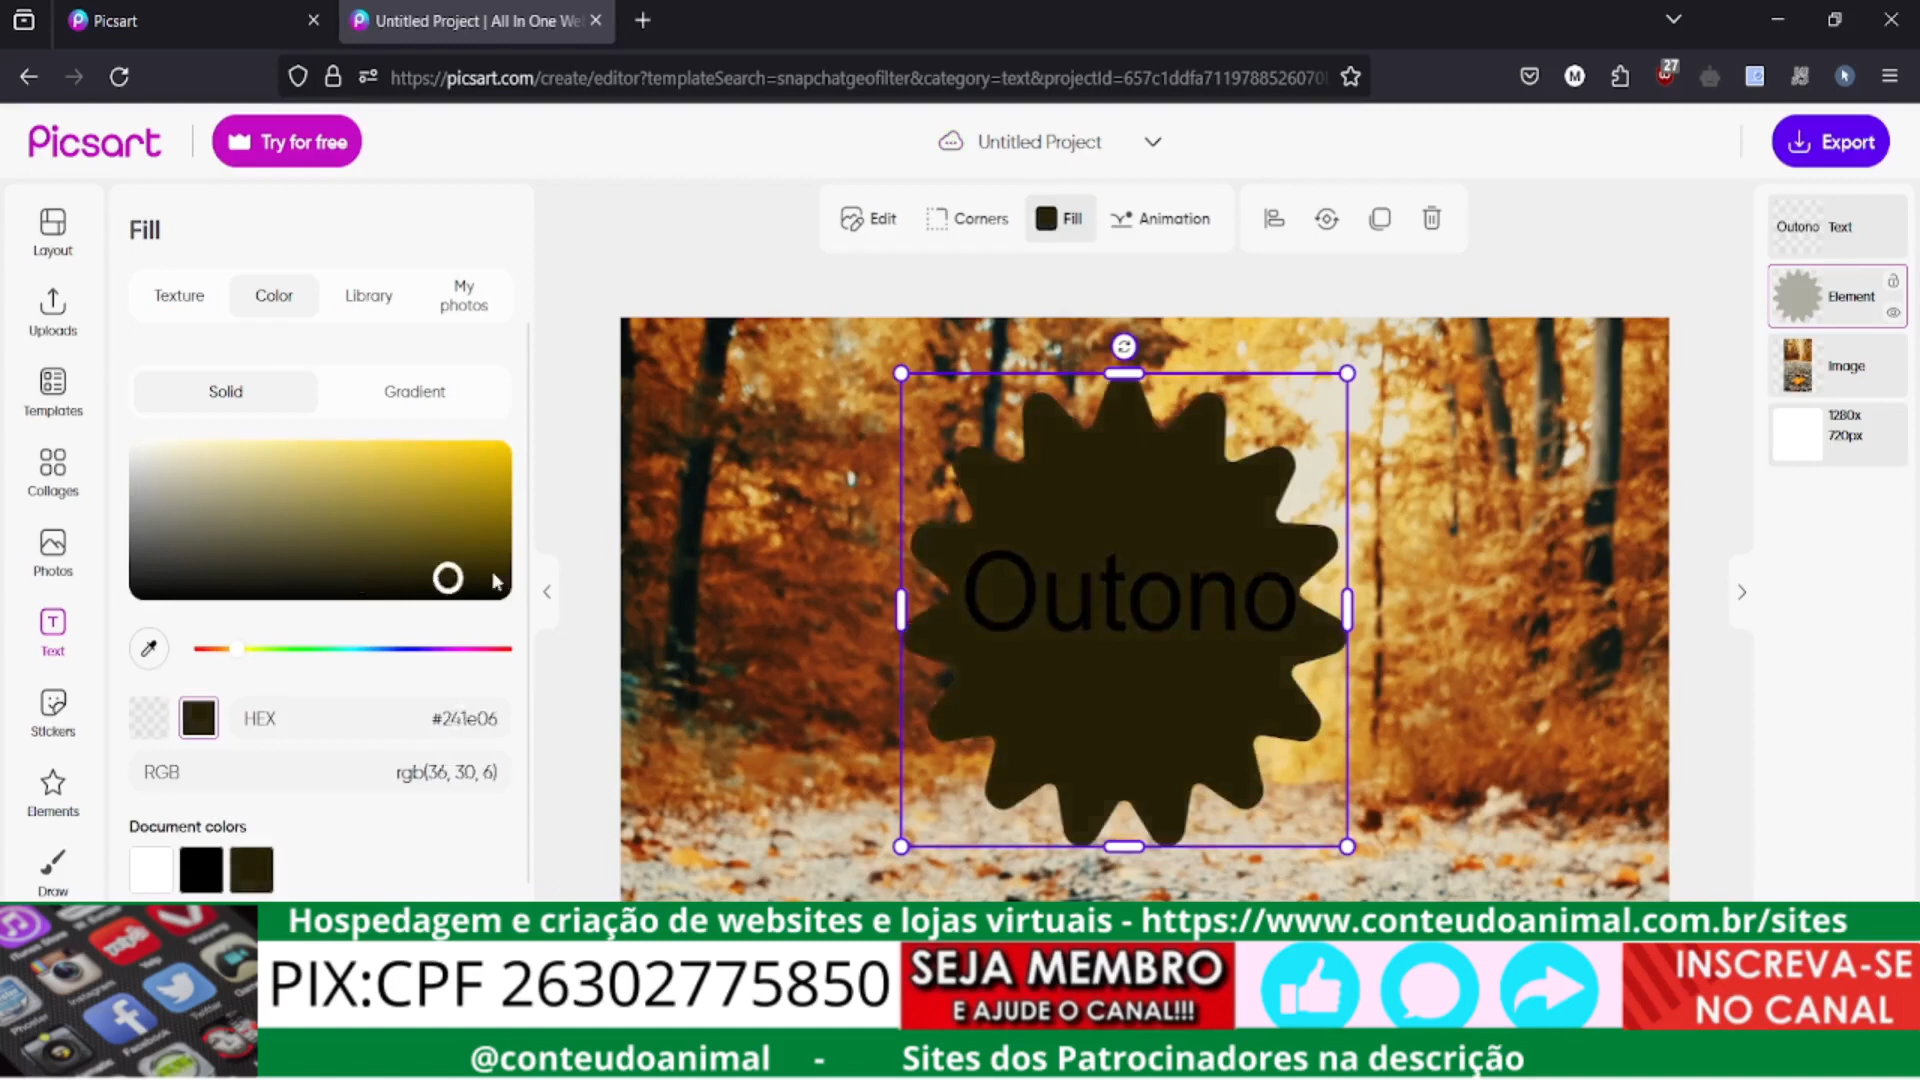 Picsart
Untitled Project | All In One We
https://picsart.com/create/editor?templateSearch=snapchatgeofilter&category=text&projectId=657c1ddfa7119788526070
27
Picsart
Try for free
Untitled Project
Export
Layout
Uploads
Templates
Collages
Photos
Text
Stickers
Elements
Draw
Fill
Texture
Color
Library
My
photos
Solid
Gradient
HEX
#241e06
RGB
rgb(36, 30, 6)
Document colors
Edit
Corners
Fill
Animation
Outono
Outono
Text
Element
Image
1280x
720px
Hospedagem e criação de websites e lojas virtuais - https://www.conteudoanimal.com.br/sites
PIX:CPF 26302775850
SEJA MEMBRO
E AJUDE O CANAL!!!
INSCREVA-SE
NO CANAL
@conteudoanimal - Sites dos Patrocinadores na descrição